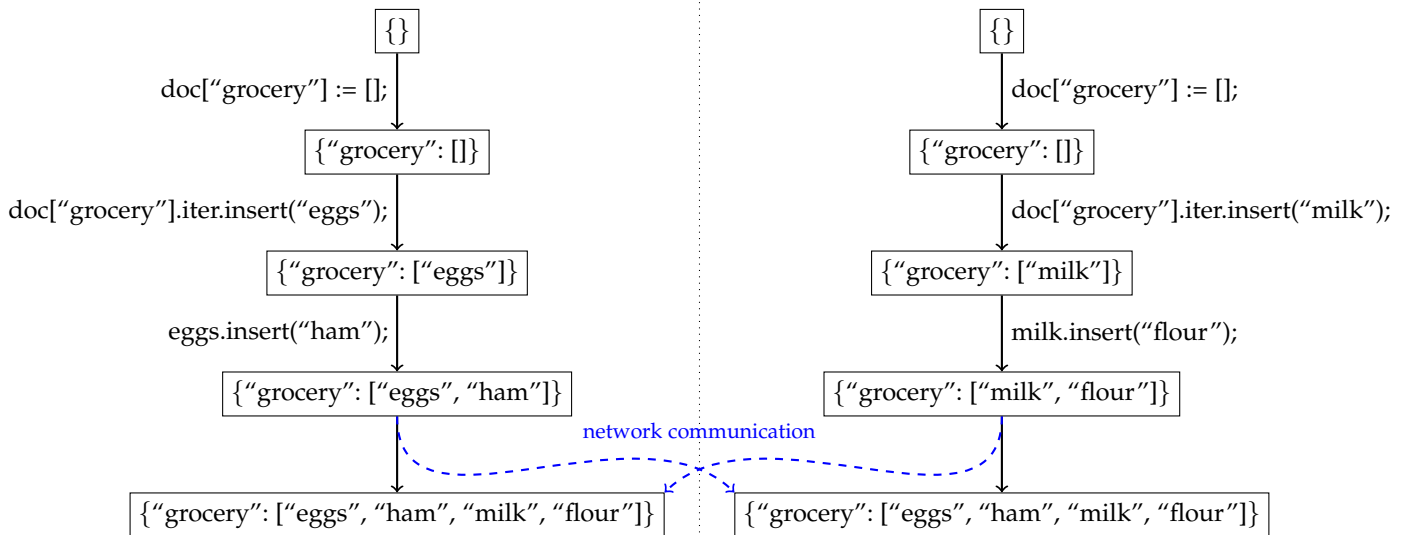 {} {}
doc[“grocery”] := []; doc[“grocery”] := [];
{“grocery”: []} {“grocery”: []}
doc[“grocery”].iter.insert(“eggs”); doc[“grocery”].iter.insert(“milk”);
{“grocery”: [“eggs”]} {“grocery”: [“milk”]}
eggs.insert(“ham”); milk.insert(“flour”);
{“grocery”: [“eggs”, “ham”]} {“grocery”: [“milk”, “flour”]}
network communication
{“grocery”: [“eggs”, “ham”, “milk”, “flour”]} {“grocery”: [“eggs”, “ham”, “milk”, “flour”]}